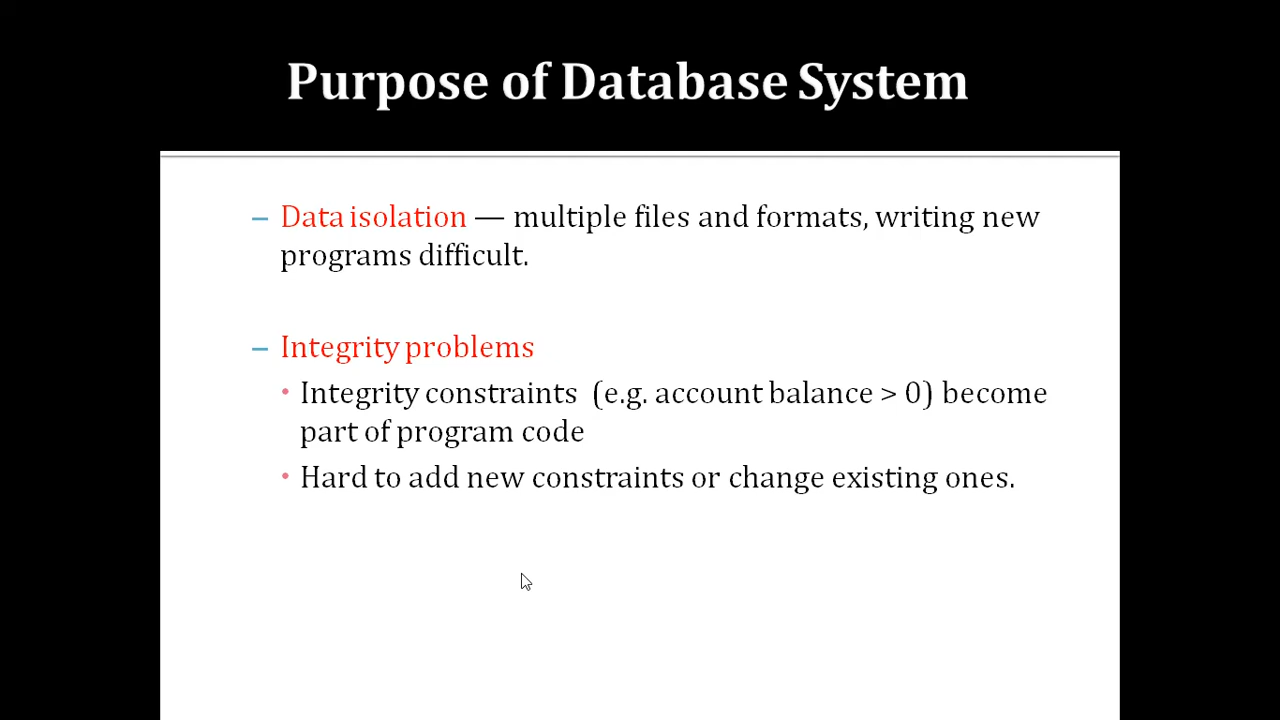 Purpose of Database System
– Data isolation — multiple files and formats, writing new
programs difficult.
– Integrity problems
• Integrity constraints (e.g. account balance > 0) become
part of program code
• Hard to add new constraints or change existing ones.